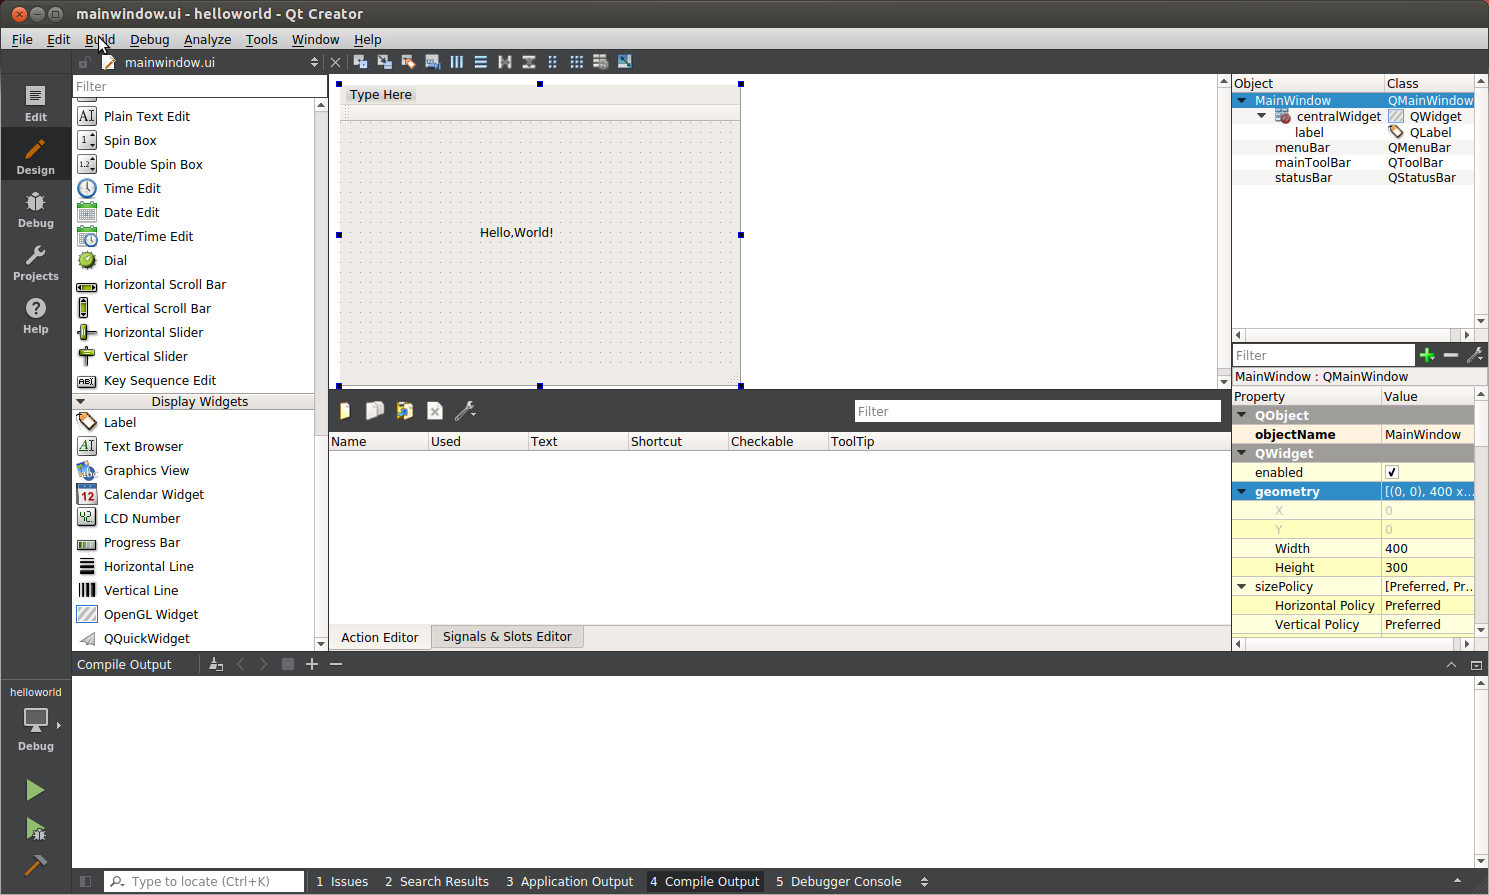 mainwindow.ui - helloworld - Qt Creator
File Edit Build Debug Analyze Tools Window Help
mainwindow.ui
Edit
Design
Debug
Projects
Help
helloworld
Debug
Filter
Plain Text Edit
Spin Box
Double Spin Box
Time Edit
Date Edit
Date/Time Edit
Dial
Horizontal Scroll Bar
Vertical Scroll Bar
Horizontal Slider
Vertical Slider
Key Sequence Edit
Display Widgets
Label
Text Browser
Graphics View
Calendar Widget
LCD Number
Progress Bar
Horizontal Line
Vertical Line
OpenGL Widget
QQuickWidget
Type Here
Hello,World!
Filter
Name Used Text Shortcut Checkable ToolTip
Action Editor Signals & Slots Editor
Object Class
MainWindow QMainWindow
centralWidget QWidget
label QLabel
menuBar QMenuBar
mainToolBar QToolBar
statusBar QStatusBar
Filter
MainWindow : QMainWindow
Property Value
QObject
objectName MainWindow
QWidget
enabled
geometry [(0, 0), 400 x...
X 0
Y 0
Width 400
Height 300
sizePolicy [Preferred, Pr...
Horizontal Policy Preferred
Vertical Policy Preferred
Compile Output
Type to locate (Ctrl+K) 1 Issues 2 Search Results 3 Application Output 4 Compile Output 5 Debugger Console